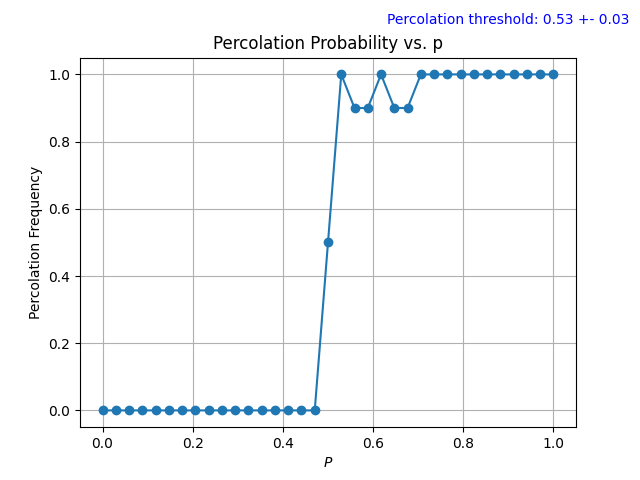 Percolation threshold: 0.53 +- 0.03
Percolation Probability vs. p
Percolation Frequency
1.0
0.8
0.6
0.4
0.2
0.0
0.0 0.2 0.4 0.6 0.8 1.0
P